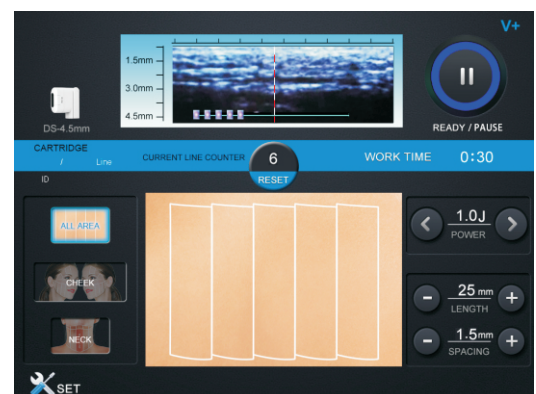 V+
1.5mm
3.0mm
4.5mm
DS-4.5mm
READY / PAUSE
CARTRIDGE
/ Line
CURRENT LINE COUNTER
6
RESET
WORK TIME 0:30
ID
ALL AREA
CHEEK
NECK
1.0J
POWER
- 25 mm +
LENGTH
- 1.5mm +
SPACING
SET